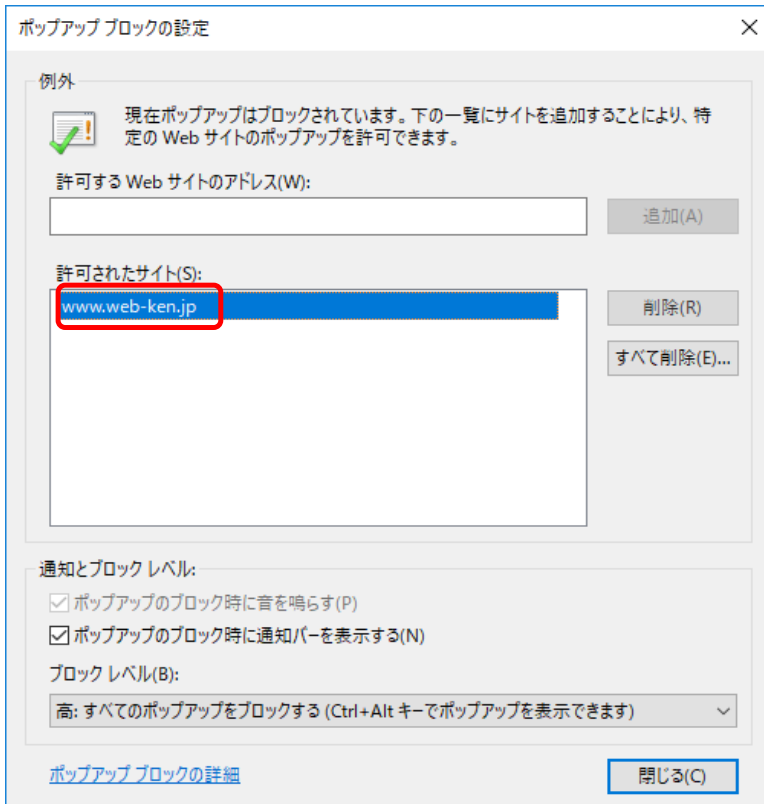 ポップアップ ブロックの設定
例外
現在ポップアップはブロックされています。下の一覧にサイトを追加することにより、特
定の Web サイトのポップアップを許可できます。
許可する Web サイトのアドレス(W):
追加(A)
許可されたサイト(S):
www.web-ken.jp
削除(R)
すべて削除(E)...
通知とブロック レベル:
ポップアップのブロック時に音を鳴らす(P)
ポップアップのブロック時に通知バーを表示する(N)
ブロック レベル(B):
高: すべてのポップアップをブロックする (Ctrl+Alt キーでポップアップを表示できます)
ポップアップ ブロックの詳細
閉じる(C)